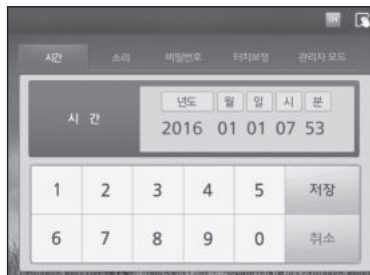 ON
시간 소리 비밀번호 터치보정 관리자 모드
시 간
년도 월 일 시 분
2016 01 01 07 53
1 2 3 4 5 저장
6 7 8 9 0 취소